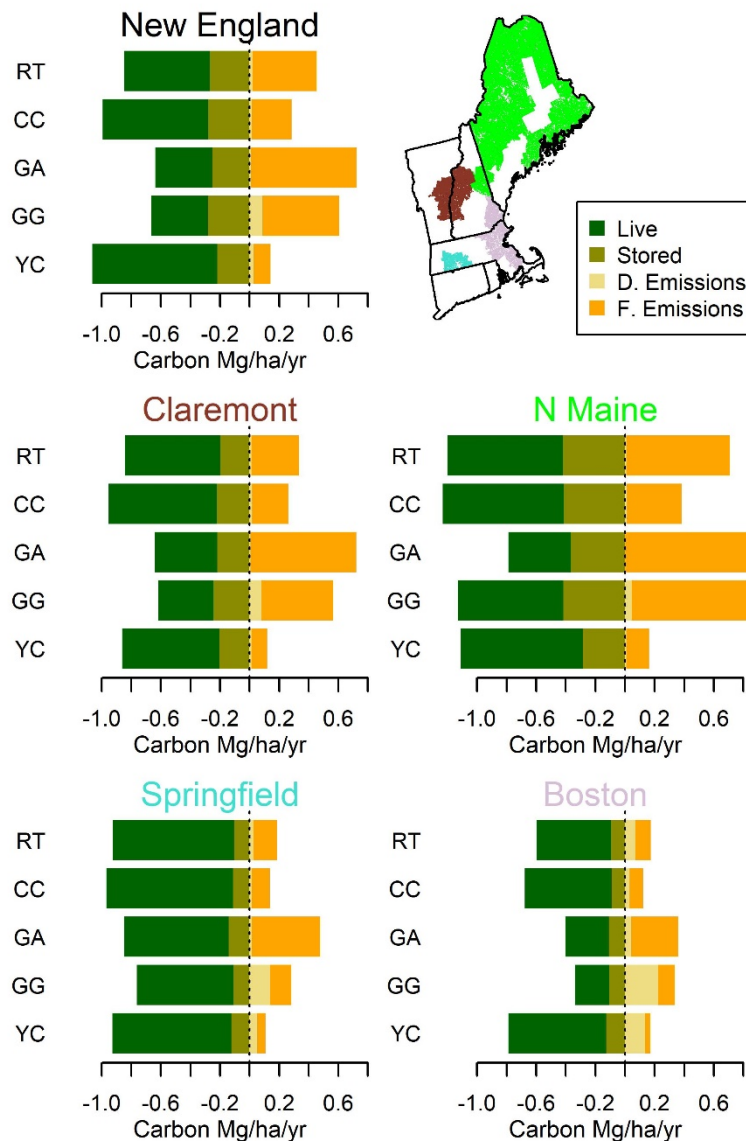 New England
RT
CC
GA
GG
YC
-1.0 -0.6 -0.2 0.2 0.6
Carbon Mg/ha/yr
Live
Stored
D. Emissions
F. Emissions
Claremont
RT
CC
GA
GG
YC
-1.0 -0.6 -0.2 0.2 0.6
Carbon Mg/ha/yr
N Maine
RT
CC
GA
GG
YC
-1.0 -0.6 -0.2 0.2 0.6
Carbon Mg/ha/yr
Springfield
RT
CC
GA
GG
YC
-1.0 -0.6 -0.2 0.2 0.6
Carbon Mg/ha/yr
Boston
RT
CC
GA
GG
YC
-1.0 -0.6 -0.2 0.2 0.6
Carbon Mg/ha/yr